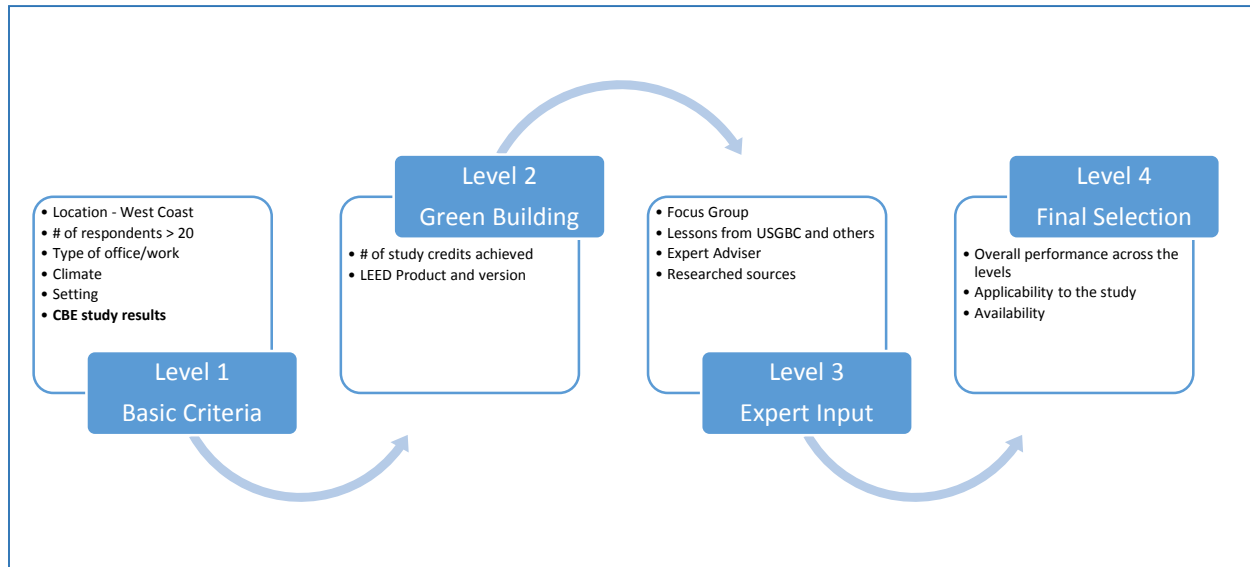 • Location - West Coast
• # of respondents > 20
• Type of office/work
• Climate
• Setting
• CBE study results
Level 1
Basic Criteria
Level 2
Green Building
• # of study credits achieved
• LEED Product and version
• Focus Group
• Lessons from USGBC and others
• Expert Adviser
• Researched sources
Level 3
Expert Input
Level 4
Final Selection
• Overall performance across the
levels
• Applicability to the study
• Availability